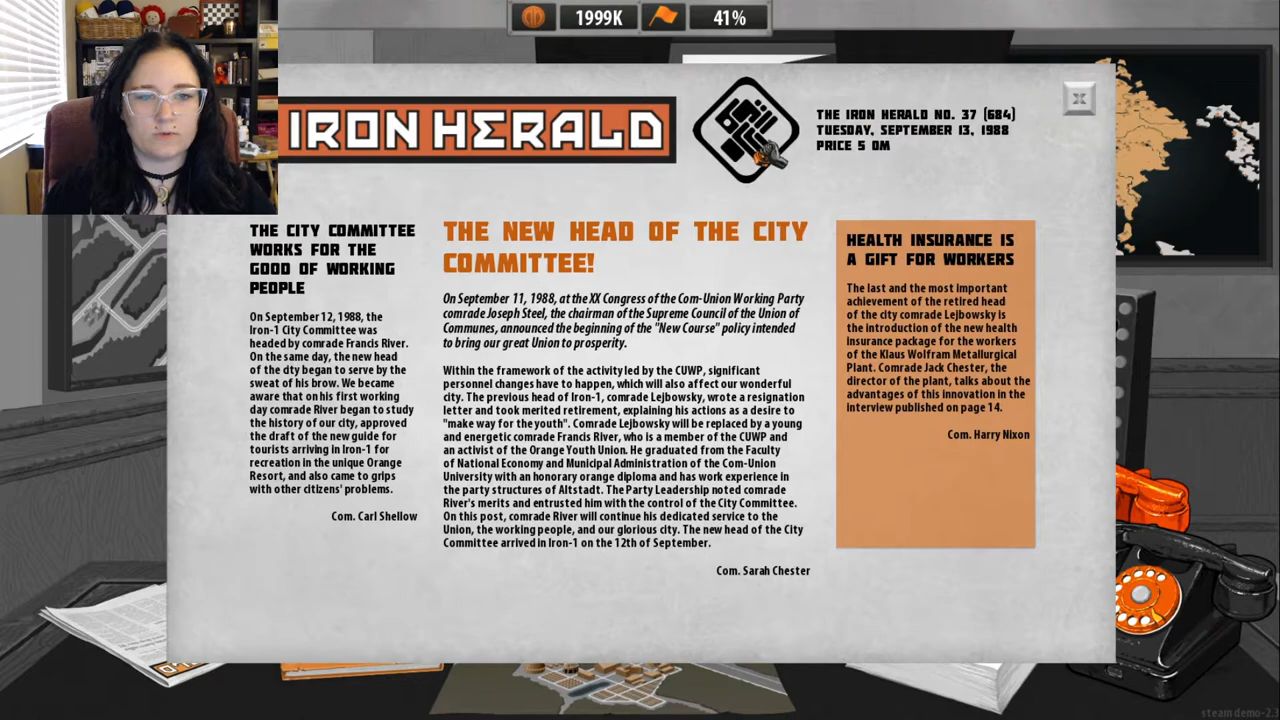 1999K
41%
IRON HERALD
THE IRON HERALD NO. 37 (684)
TUESDAY, SEPTEMBER 13, 1988
PRICE 5 OM
X
THE CITY COMMITTEE
WORKS FOR THE
GOOD OF WORKING
PEOPLE
On September 12, 1988, the
Iron-1 City Committee was
headed by comrade Francis River.
On the same day, the new head
of the city began to serve by the
sweat of his brow. We became
aware that on his first working
day comrade River began to study
the history of our city, approved
the draft of the new guide for
tourists arriving in Iron-1 for
recreation in the unique Orange
Resort, and also came to grips
with other citizens' problems.
Com. Carl Shellow
THE NEW HEAD OF THE CITY
COMMITTEE!
On September 11, 1988, at the XX Congress of the Com-Union Working Party
comrade Joseph Steel, the chairman of the Supreme Council of the Union of
Communes, announced the beginning of the "New Course" policy intended
to bring our great Union to prosperity.
Within the framework of the activity led by the CUWP, significant
personnel changes have to happen, which will also affect our wonderful
city. The previous head of Iron-1, comrade Lejbowsky, wrote a resignation
letter and took merited retirement, explaining his actions as a desire to
"make way for the youth". Comrade Lejbowsky will be replaced by a young
and energetic comrade Francis River, who is a member of the CUWP and
an activist of the Orange Youth Union. He graduated from the Faculty
of National Economy and Municipal Administration of the Com-Union
University with an honorary orange diploma and has work experience in
the party structures of Altstadt. The Party Leadership noted comrade
River's merits and entrusted him with the control of the City Committee.
On this post, comrade River will continue his dedicated service to the
Union, the working people, and our glorious city. The new head of the City
Committee arrived in Iron-1 on the 12th of September.
Com. Sarah Chester
HEALTH INSURANCE IS
A GIFT FOR WORKERS
The last and the most important
achievement of the retired head
of the city comrade Lejbowsky is
the introduction of the new health
insurance package for the workers
of the Klaus Wolfram Metallurgical
Plant. Comrade Jack Chester, the
director of the plant, talks about the
advantages of this innovation in the
interview published on page 14.
Com. Harry Nixon
steam demo-2.3